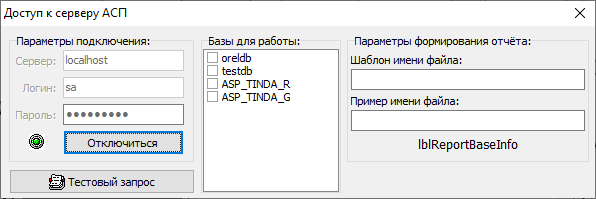 Доступ к серверу АСП
Параметры подключения:
Сервер: localhost
Логин: sa
Пароль: •••••••••
Отключиться
Тестовый запрос
Базы для работы:
oreldb
testdb
ASP_TINDA_R
ASP_TINDA_G
Параметры формирования отчёта:
Шаблон имени файла:
Пример имени файла:
lblReportBaseInfo